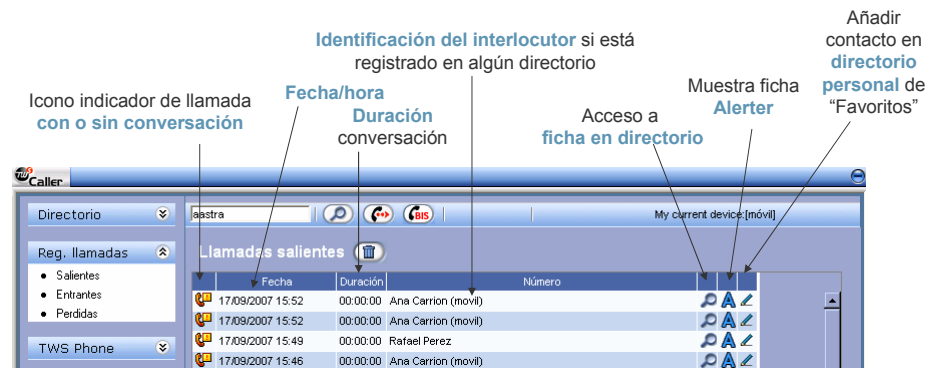 Añadir
contacto en
directorio
personal de
“Favoritos”
Identificación del interlocutor si está
registrado en algún directorio
Muestra ficha
Alerter
Fecha/hora
Icono indicador de llamada
con o sin conversación
Duración
conversación
Acceso a
ficha en directorio
TWS
Caller
Directorio
aastra
BIS
My current device:[móvil]
Reg. llamadas
Llamadas salientes
Salientes
Entrantes
Perdidas
TWS Phone
Fecha Duración Número
17/09/2007 15:52 00:00:00 Ana Carrion (movil) A
17/09/2007 15:52 00:00:00 Ana Carrion (movil) A
17/09/2007 15:49 00:00:00 Rafael Perez A
17/09/2007 15:46 00:00:00 Ana Carrion (movil) A